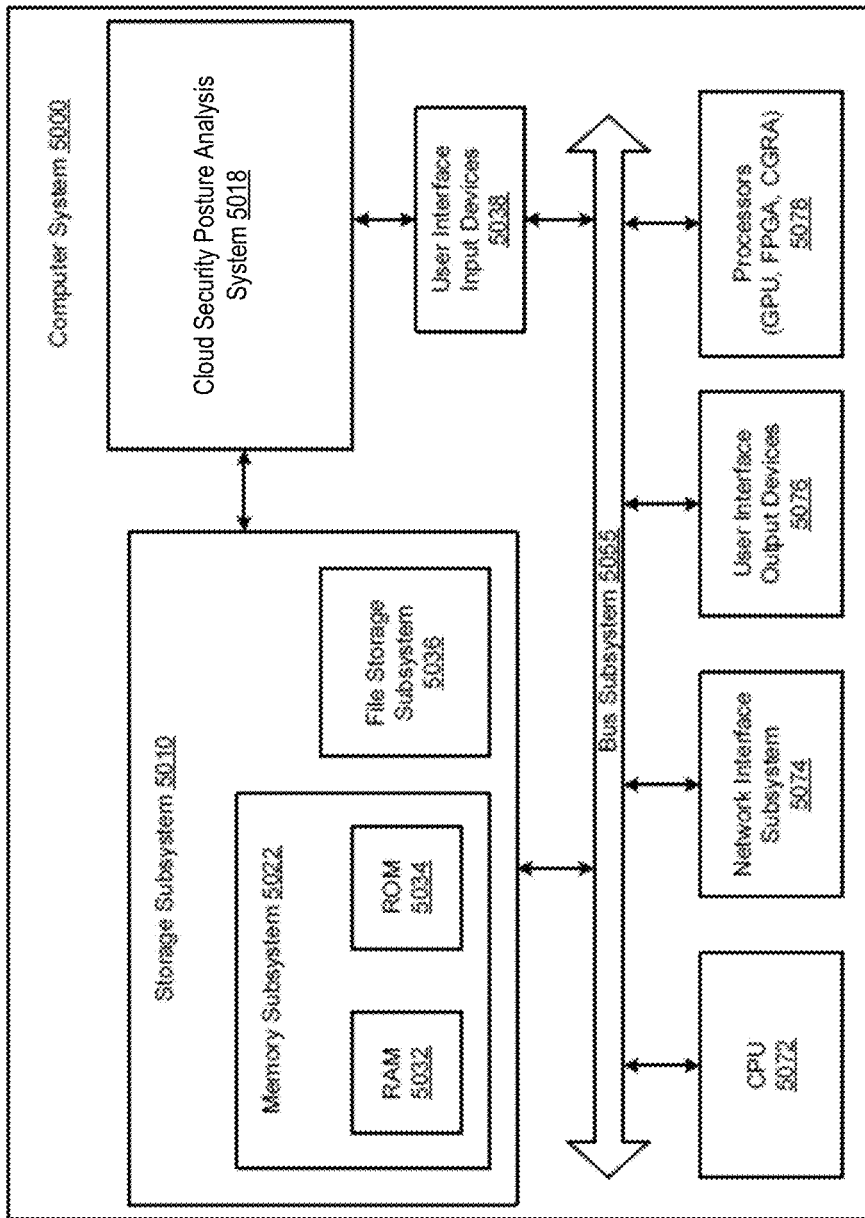 Computer System 5000
Storage Subsystem 5010
Memory Subsystem 5022
RAM
5032
ROM
5034
File Storage
Subsystem
5036
Cloud Security Posture Analysis
System 5018
User Interface
Input Devices
5038
Bus Subsystem 5055
CPU
5072
Network Interface
Subsystem
5074
User Interface
Output Devices
5076
Processors
(GPU, FPGA, CGRA)
5078